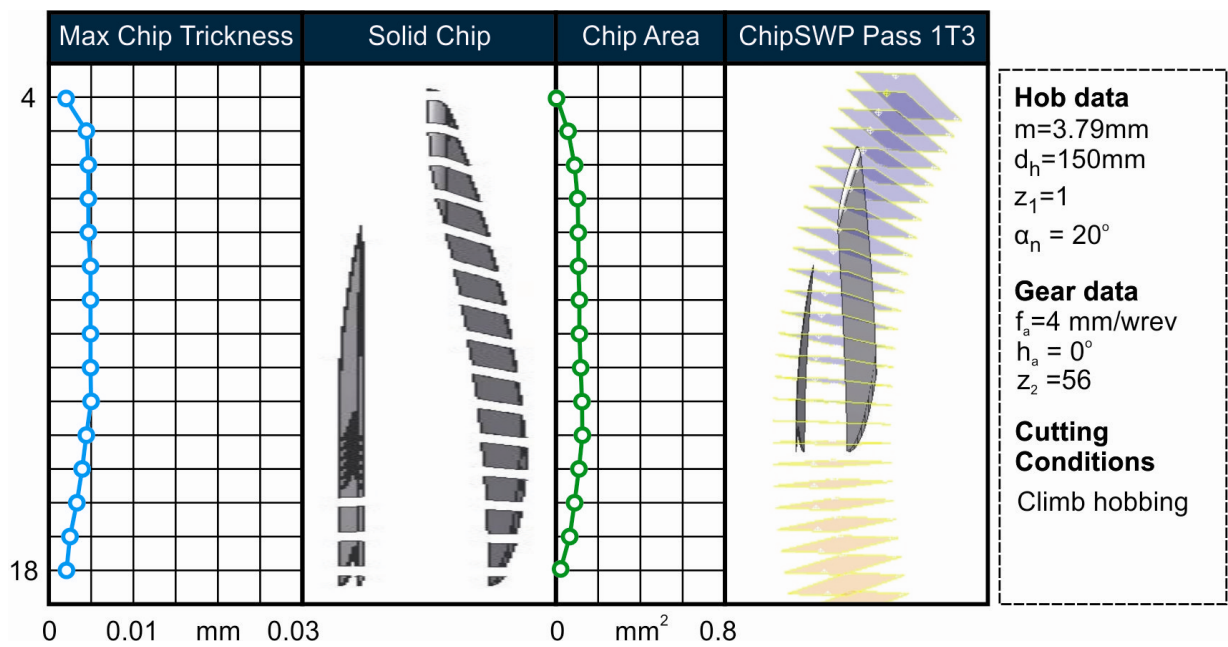 Max Chip Trickness
Solid Chip
Chip Area
ChipSWP Pass 1T3
4
18
0 0.01 mm 0.03
0 mm² 0.8
Hob data
m=3.79mm
dₕ=150mm
z₁=1
αₙ = 20°
Gear data
fₐ=4 mm/wrev
hₐ = 0°
z₂ =56
Cutting
Conditions
Climb hobbing